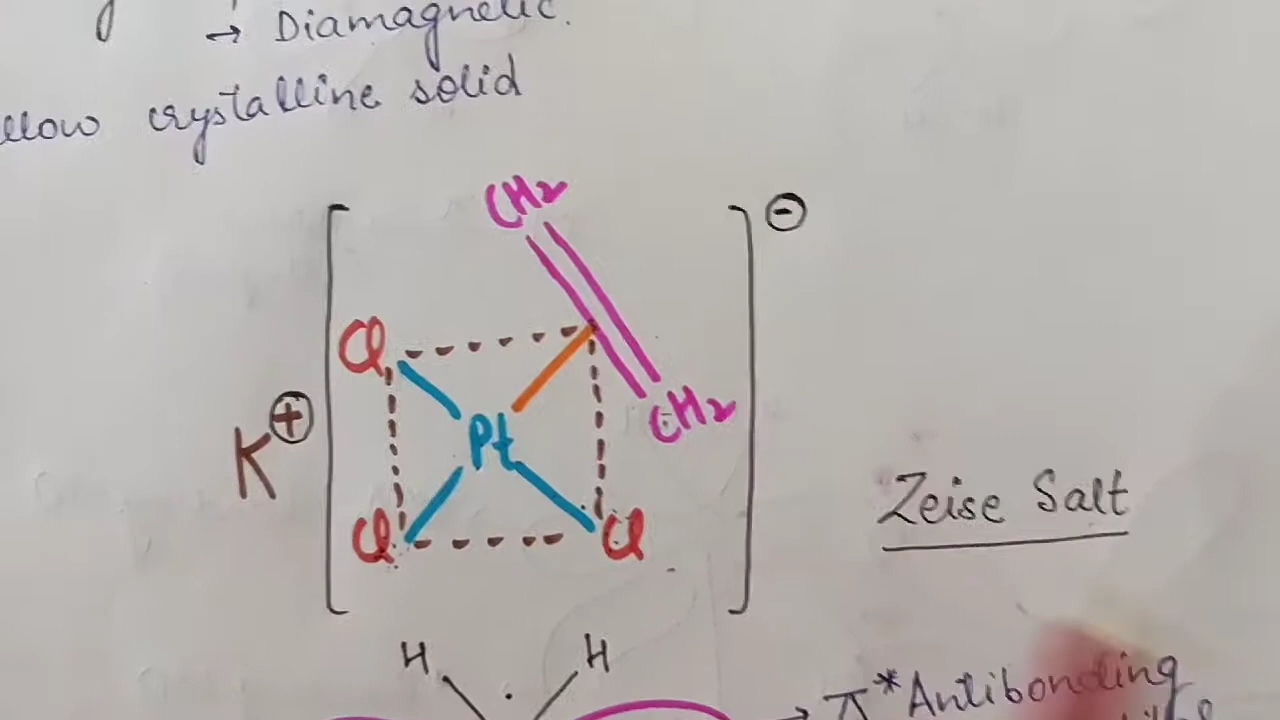 → Diamagnetic.
crystalline solid
CH2
⊖
Cl
K⊕
Pt
CH2
Zeise Salt
Cl
Cl
H H
→ π*Antibonding